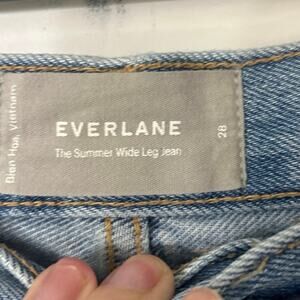 Bien Hoa, Vietnam
EVERLANE
The Summer Wide Leg Jean
28